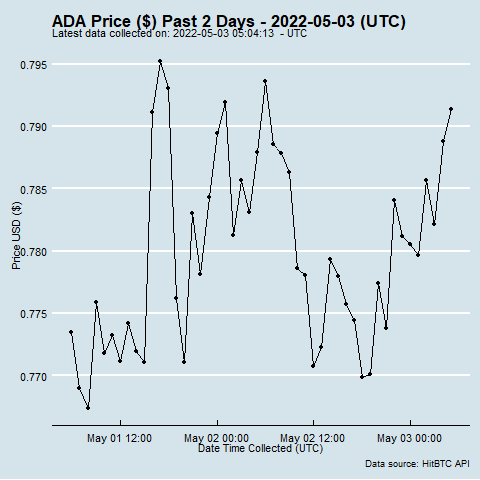 ADA Price ($) Past 2 Days - 2022-05-03 (UTC)
Latest data collected on: 2022-05-03 05:04:13 - UTC
0.795
0.790
0.785
0.780
0.775
0.770
Price USD ($)
May 01 12:00
May 02 00:00
May 02 12:00
May 03 00:00
Date Time Collected (UTC)
Data source: HitBTC API